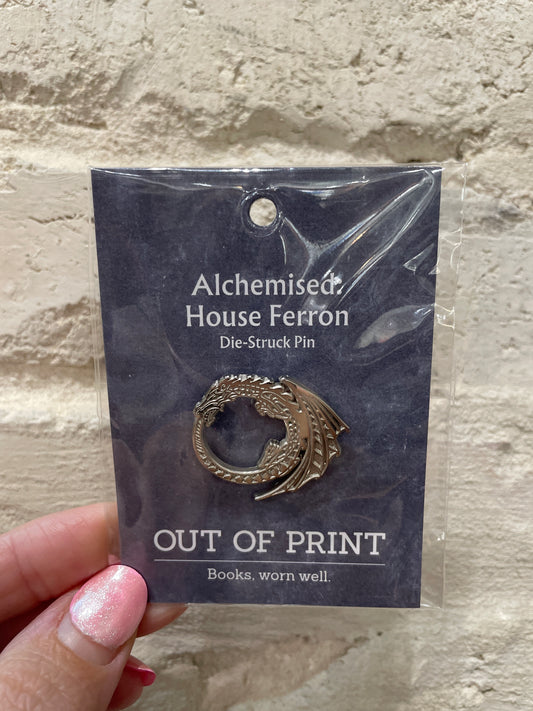 Alchemised:
House Ferron
Die-Struck Pin
OUT OF PRINT
Books, worn well.